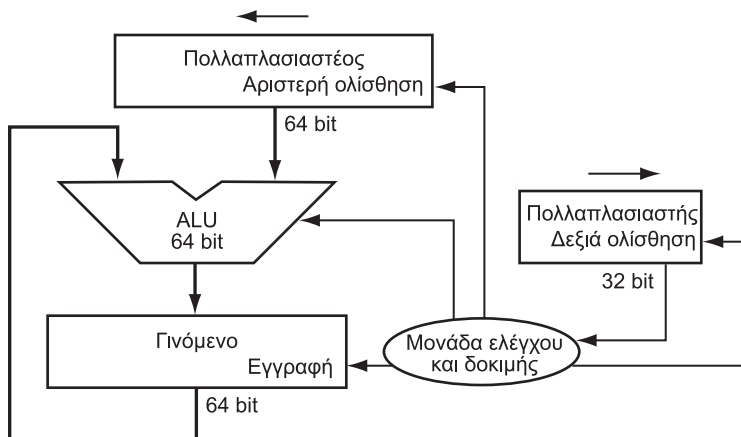 Πολλαπλασιαστέος
Αριστερή ολίσθηση
64 bit
ALU
64 bit
Πολλαπλασιαστής
Δεξιά ολίσθηση
32 bit
Γινόμενο
Εγγραφή
64 bit
Μονάδα ελέγχου
και δοκιμής